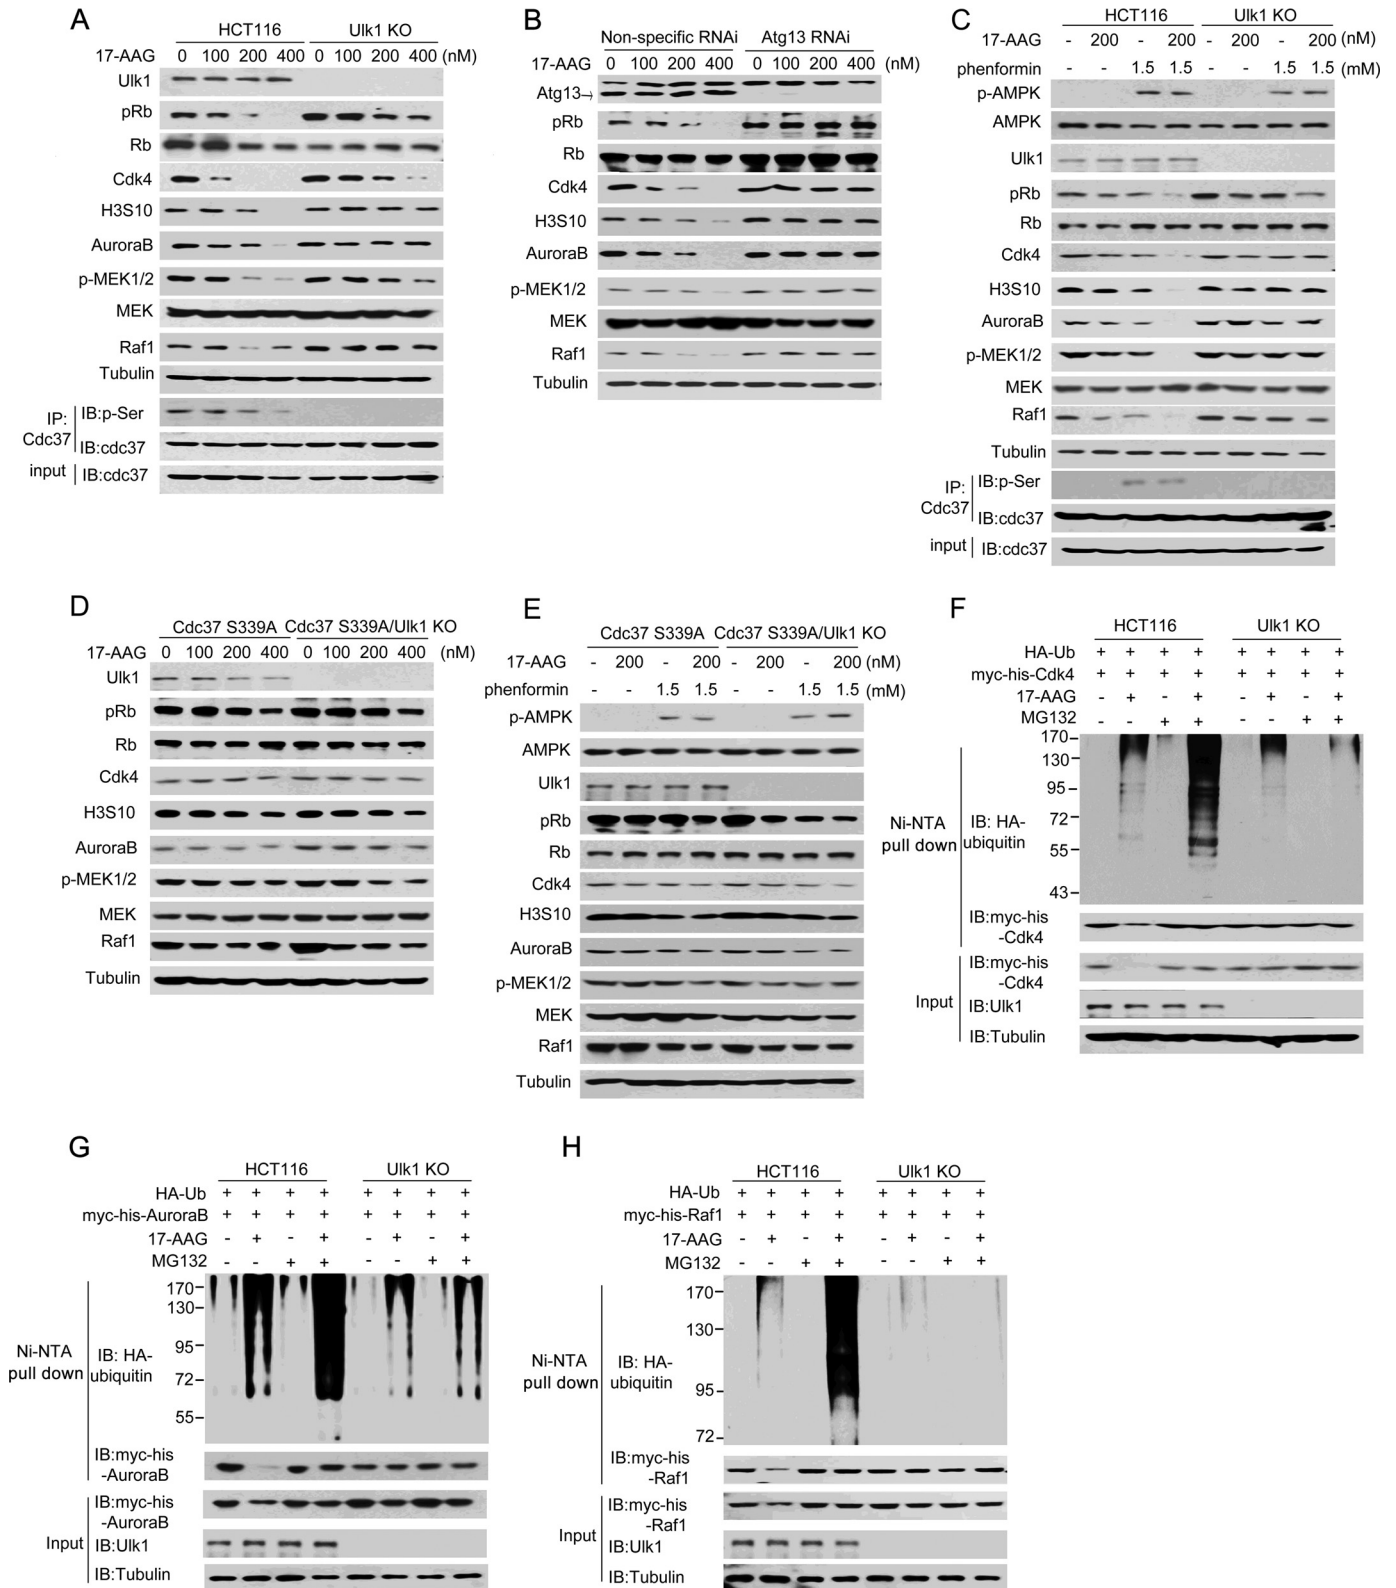 A
HCT116 Ulk1 KO
17-AAG 0 100 200 400 0 100 200 400 (nM)
Ulk1
pRb
Rb
Cdk4
H3S10
AuroraB
p-MEK1/2
MEK
Raf1
Tubulin
IP: Cdc37
IB:p-Ser
IB:cdc37
input IB:cdc37
B
Non-specific RNAi Atg13 RNAi
17-AAG 0 100 200 400 0 100 200 400 (nM)
Atg13→
pRb
Rb
Cdk4
H3S10
AuroraB
p-MEK1/2
MEK
Raf1
Tubulin
C
HCT116 Ulk1 KO
17-AAG - 200 - 200 - 200 - 200 (nM)
phenformin - - 1.5 1.5 - - 1.5 1.5 (mM)
p-AMPK
AMPK
Ulk1
pRb
Rb
Cdk4
H3S10
AuroraB
p-MEK1/2
MEK
Raf1
Tubulin
IP: Cdc37
IB:p-Ser
IB:cdc37
input IB:cdc37
D
Cdc37 S339A Cdc37 S339A/Ulk1 KO
17-AAG 0 100 200 400 0 100 200 400 (nM)
Ulk1
pRb
Rb
Cdk4
H3S10
AuroraB
p-MEK1/2
MEK
Raf1
Tubulin
E
Cdc37 S339A Cdc37 S339A/Ulk1 KO
17-AAG - 200 - 200 - 200 - 200 (nM)
phenformin - - 1.5 1.5 - - 1.5 1.5 (mM)
p-AMPK
AMPK
Ulk1
pRb
Rb
Cdk4
H3S10
AuroraB
p-MEK1/2
MEK
Raf1
Tubulin
F
HCT116 Ulk1 KO
HA-Ub + + + + + + + +
myc-his-Cdk4 + + + + + + + +
17-AAG - + - + - + - +
MG132 - - + + - - + +
170
130
95
72
55
43
Ni-NTA
pull down
IB: HA-
ubiquitin
IB:myc-his
-Cdk4
Input
IB:myc-his
-Cdk4
IB:Ulk1
IB:Tubulin
G
HCT116 Ulk1 KO
HA-Ub + + + + + + + +
myc-his-AuroraB + + + + + + + +
17-AAG - + - + - + - +
MG132 - - + + - - + +
170
130
95
72
55
Ni-NTA
pull down
IB: HA-
ubiquitin
IB:myc-his
-AuroraB
Input
IB:myc-his
-AuroraB
IB:Ulk1
IB:Tubulin
H
HCT116 Ulk1 KO
HA-Ub + + + + + + + +
myc-his-Raf1 + + + + + + + +
17-AAG - + - + - + - +
MG132 - - + + - - + +
170
130
95
72
Ni-NTA
pull down
IB: HA-
ubiquitin
IB:myc-his
-Raf1
Input
IB:myc-his
-Raf1
IB:Ulk1
IB:Tubulin